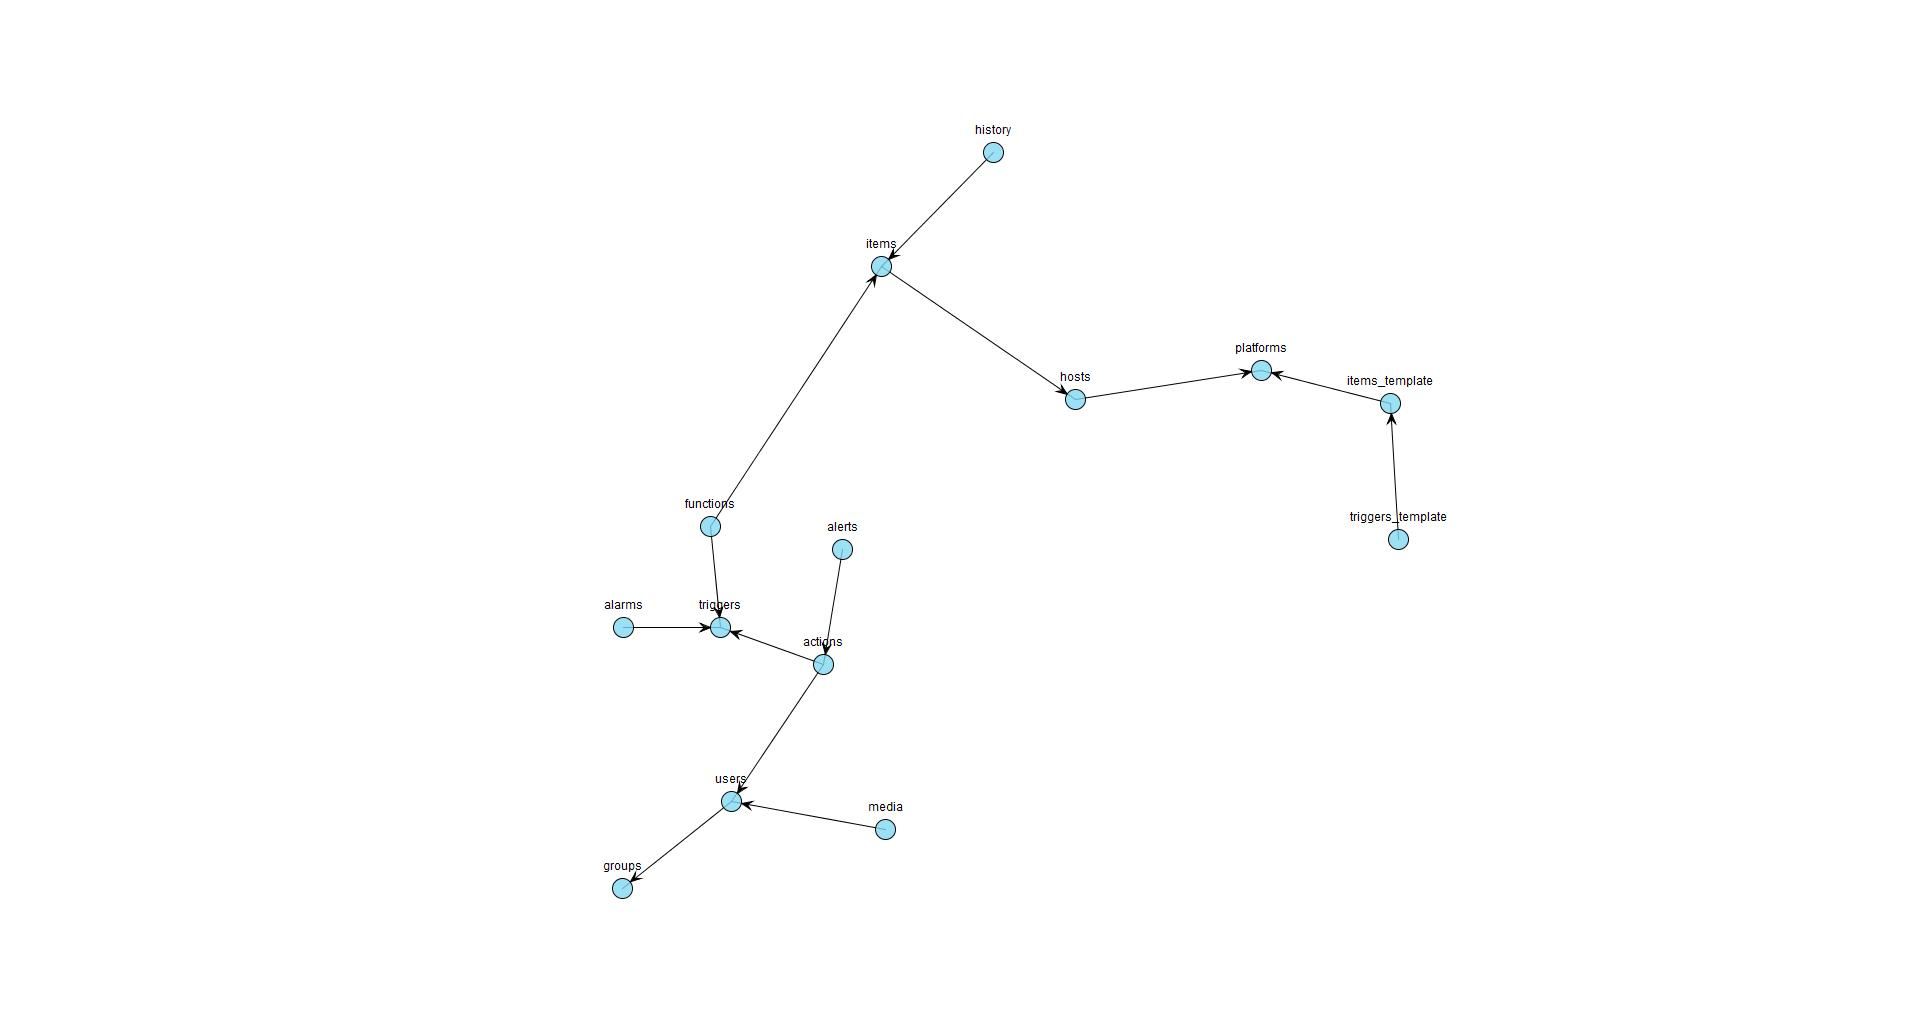 history
items
platforms
hosts
items_template
functions
triggers_template
alerts
alarms
triggers
actions
users
media
groups